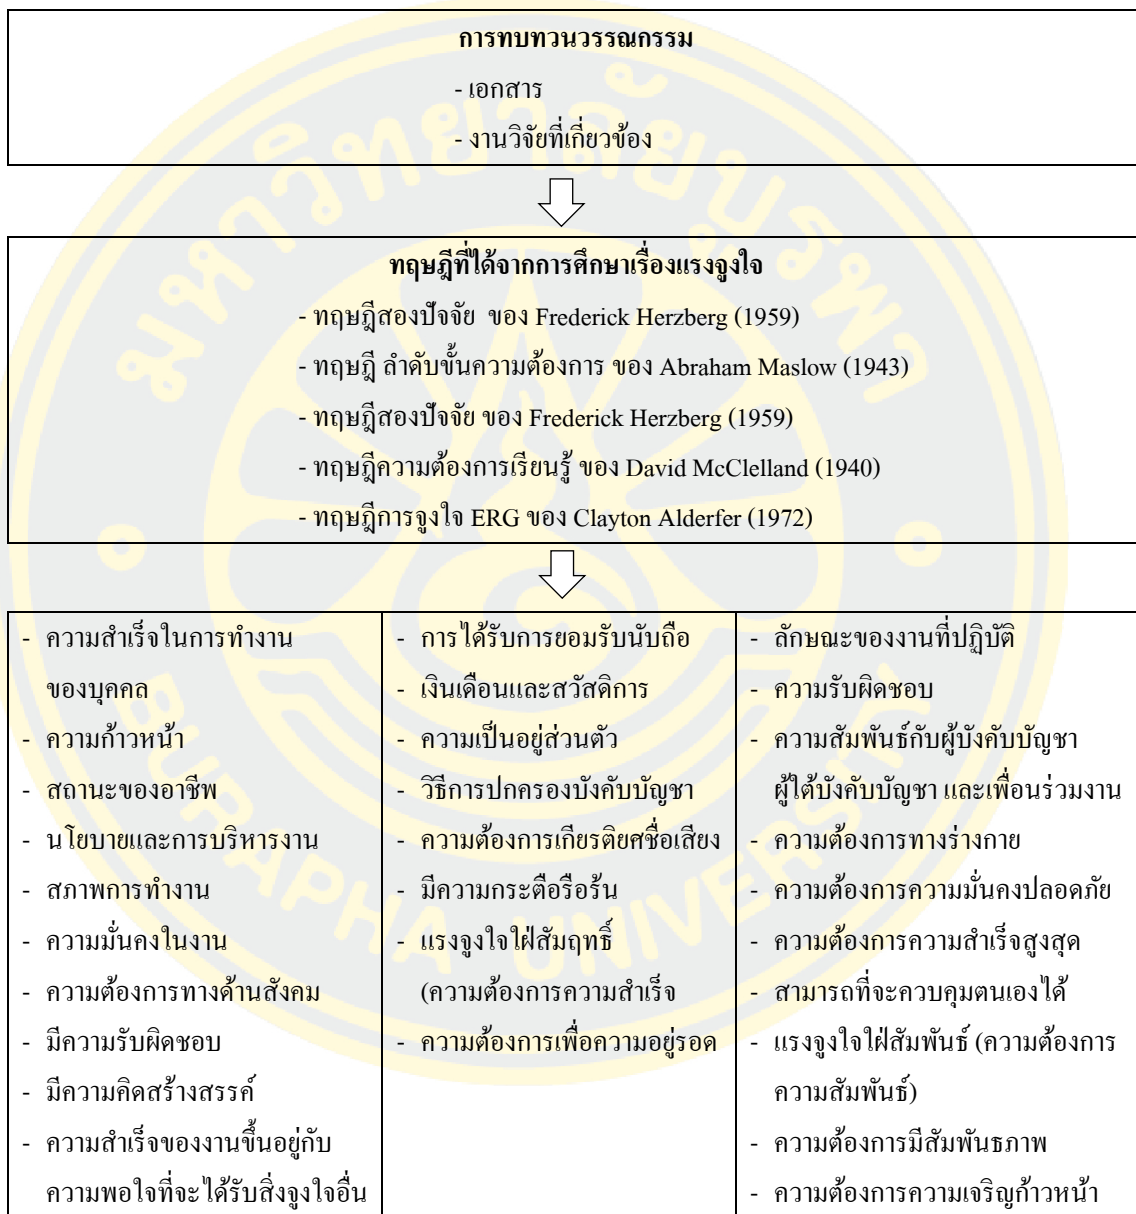 การทบทวนวรรณกรรม
- เอกสาร
- งานวิจัยที่เกี่ยวข้อง
ทฤษฎีที่ได้จากการศึกษาเรื่องแรงจูงใจ
- ทฤษฎีสองปัจจัย ของ Frederick Herzberg (1959)
- ทฤษฎี ลำดับขั้นความต้องการ ของ Abraham Maslow (1943)
- ทฤษฎีสองปัจจัย ของ Frederick Herzberg (1959)
- ทฤษฎีความต้องการเรียนรู้ ของ David McClelland (1940)
- ทฤษฎีการจูงใจ ERG ของ Clayton Alderfer (1972)
- ความสำเร็จในการทำงาน
ของบุคคล
- ความก้าวหน้า
- สถานะของอาชีพ
- นโยบายและการบริหารงาน
- สภาพการทำงาน
- ความมั่นคงในงาน
- ความต้องการทางด้านสังคม
- มีความรับผิดชอบ
- มีความคิดสร้างสรรค์
- ความสำเร็จของงานขึ้นอยู่กับ
ความพอใจที่จะได้รับสิ่งจูงใจอื่น
- การได้รับการยอมรับนับถือ
- เงินเดือนและสวัสดิการ
- ความเป็นอยู่ส่วนตัว
- วิธีการปกครองบังคับบัญชา
- ความต้องการเกียรติยศชื่อเสียง
- มีความกระตือรือร้น
- แรงจูงใจใฝ่สัมฤทธิ์
(ความต้องการความสำเร็จ
- ความต้องการเพื่อความอยู่รอด
- ลักษณะของงานที่ปฏิบัติ
- ความรับผิดชอบ
- ความสัมพันธ์กับผู้บังคับบัญชา
ผู้ใต้บังคับบัญชา และเพื่อนร่วมงาน
- ความต้องการทางร่างกาย
- ความต้องการความมั่นคงปลอดภัย
- ความต้องการความสำเร็จสูงสุด
- สามารถที่จะควบคุมตนเองได้
- แรงจูงใจใฝ่สัมพันธ์ (ความต้องการ
ความสัมพันธ์)
- ความต้องการมีสัมพันธภาพ
- ความต้องการความเจริญก้าวหน้า
มหาวิทยาลัยบูรพา
BURAPHA UNIVERSITY